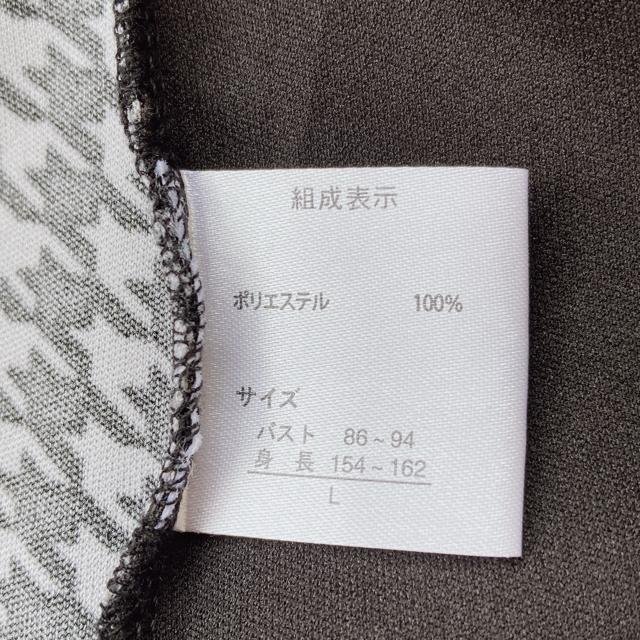 組成表示
ポリエステル 100%
サイズ
バスト 86~94
身長 154~162
L